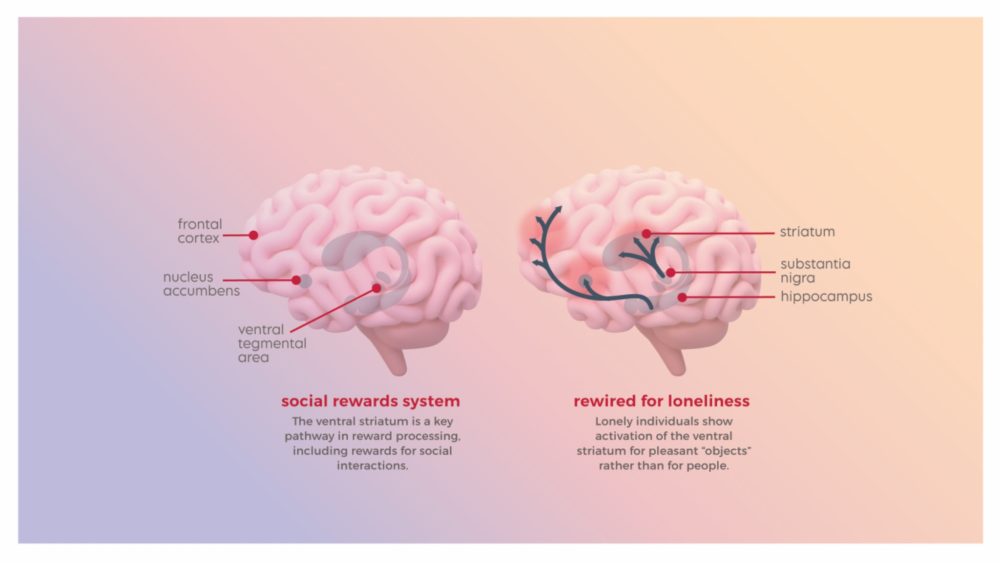 frontal
cortex
nucleus
accumbens
ventral
tegmental
area
striatum
substantia
nigra
hippocampus
social rewards system
The ventral striatum is a key
pathway in reward processing,
including rewards for social
interactions.
rewired for loneliness
Lonely individuals show
activation of the ventral
striatum for pleasant “objects”
rather than for people.